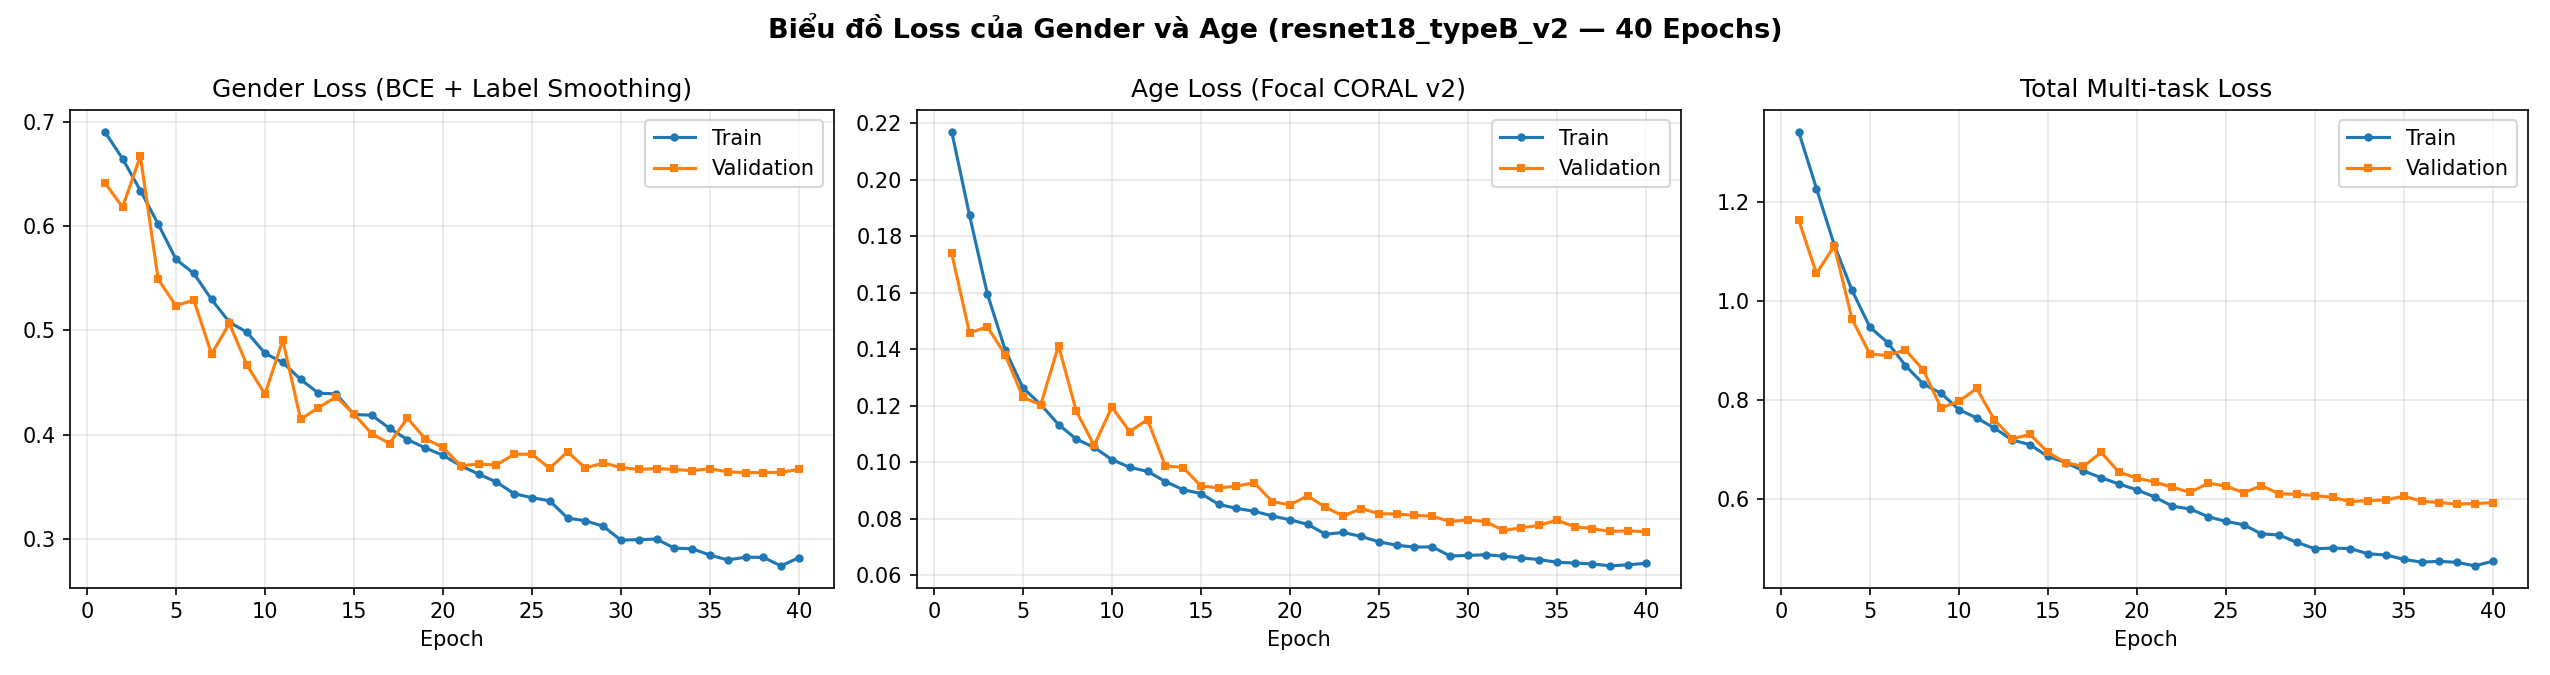 Biểu đồ Loss của Gender và Age (resnet18_typeB_v2 — 40 Epochs)
Gender Loss (BCE + Label Smoothing)
0.7
0.6
0.5
0.4
0.3
0 5 10 15 20 25 30 35 40
Epoch
Train
Validation
Age Loss (Focal CORAL v2)
0.22
0.20
0.18
0.16
0.14
0.12
0.10
0.08
0.06
0 5 10 15 20 25 30 35 40
Epoch
Train
Validation
Total Multi-task Loss
1.2
1.0
0.8
0.6
0 5 10 15 20 25 30 35 40
Epoch
Train
Validation